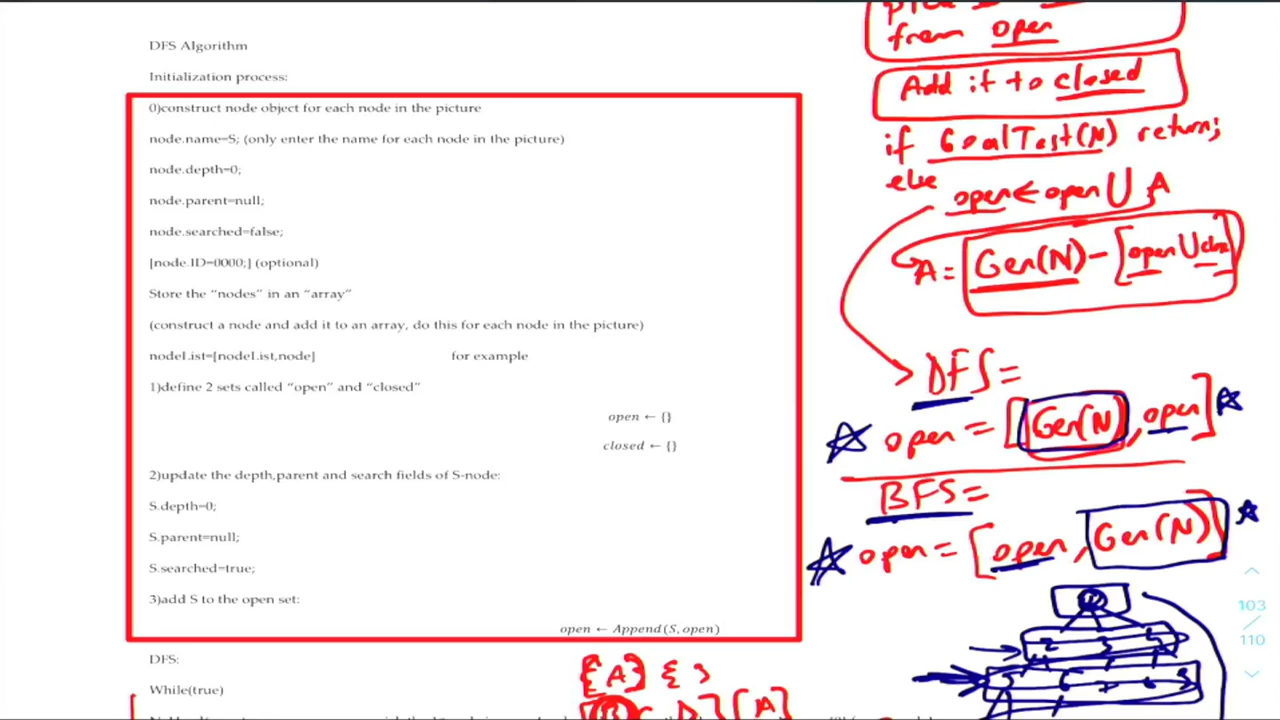 DFS Algorithm
Initialization process:
0)construct node object for each node in the picture
node.name=S; (only enter the name for each node in the picture)
node.depth=0;
node.parent=null;
node.searched=false;
[node.ID=0000;] (optional)
Store the “nodes” in an “array”
(construct a node and add it to an array, do this for each node in the picture)
nodeList=[nodeList,node] for example
1)define 2 sets called “open” and “closed”
open ← {}
closed ← {}
2)update the depth,parent and search fields of S-node:
S.depth=0;
S.parent=null;
S.searched=true;
3)add S to the open set:
open ← Append(S, open)
DFS:
While(true)
{A} { }
[A]
from open
Add it to closed
if GoalTest(N) return;
else open ← open U A
A = Gen(N) - [open U clos]
DFS =
open = [Gen(N), open]
BFS =
open = [open, Gen(N)]
103
110